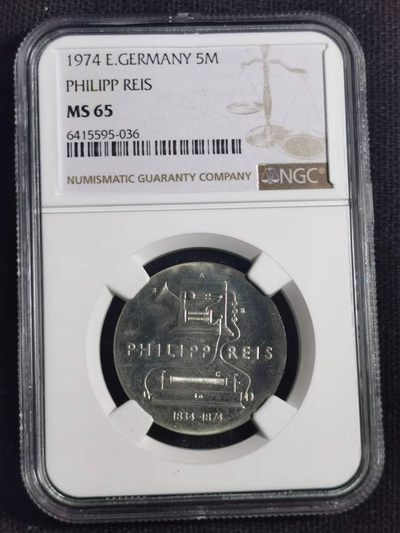 1974 E.GERMANY 5M
PHILIPP REIS
MS 65
6415595-036
NUMISMATIC GUARANTY COMPANY
NGC®
A
PHILIPP REIS
C
1834-1874